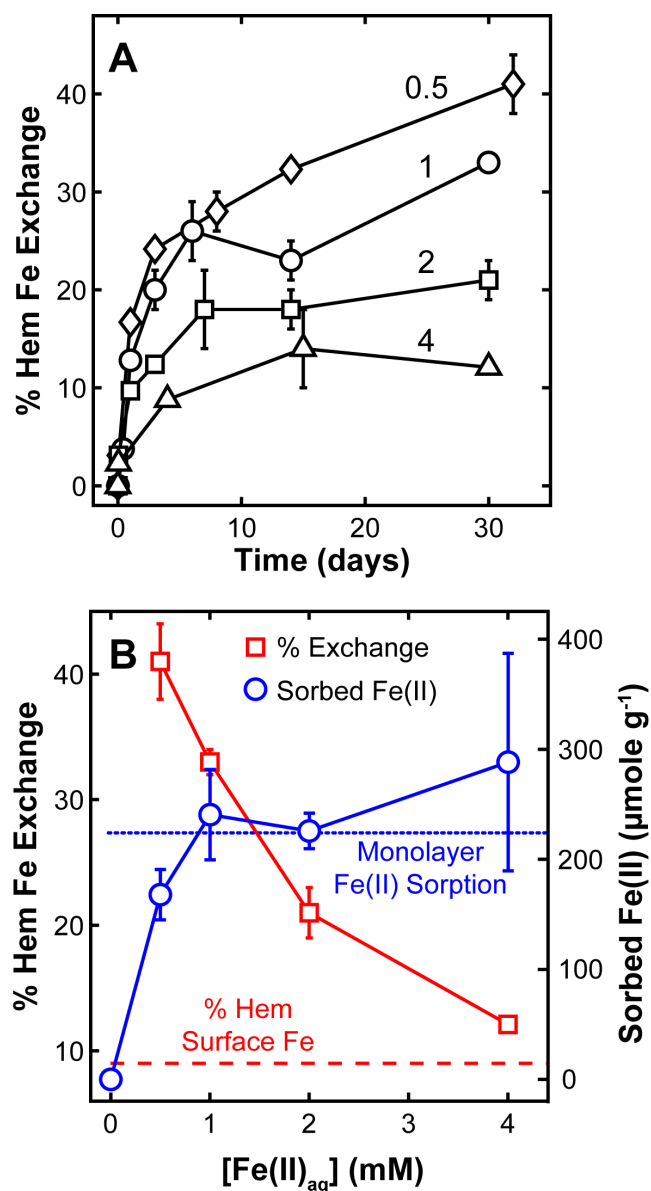 A
0.5
1
2
4
% Hem Fe Exchange
40
30
20
10
0
0 10 20 30
Time (days)
B
% Exchange
Sorbed Fe(II)
Monolayer
Fe(II) Sorption
% Hem
Surface Fe
% Hem Fe Exchange
40
30
20
10
Sorbed Fe(II) (μmole g⁻¹)
400
300
200
100
0
0 1 2 3 4
[Fe(II)aq] (mM)